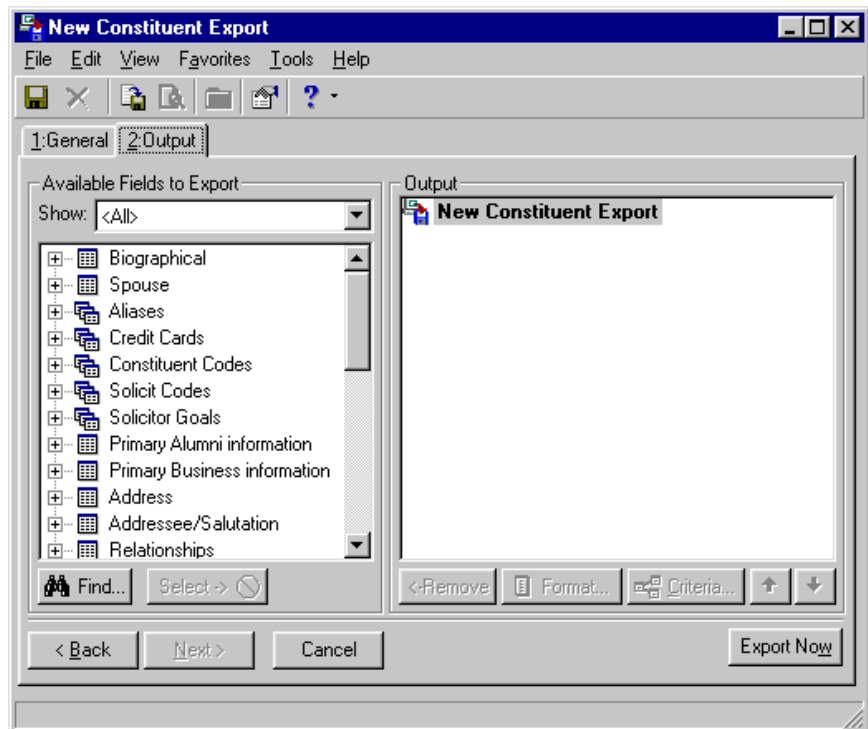 New Constituent Export
File Edit View Favorites Tools Help
?
1:General 2:Output
Available Fields to Export
Show: <All>
Biographical
Spouse
Aliases
Credit Cards
Constituent Codes
Solicit Codes
Solicitor Goals
Primary Alumni information
Primary Business information
Address
Addressee/Salutation
Relationships
Find... Select ->
Output
New Constituent Export
<-Remove Format... Criteria...
< Back Next > Cancel Export Now